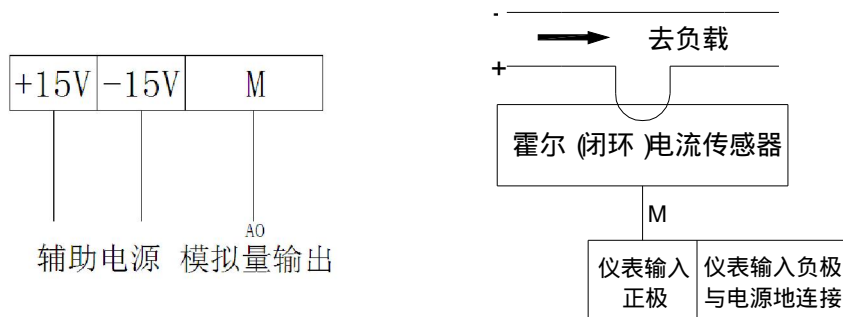 +15V -15V M
AO
辅助电源 模拟量输出
-
去负载
+
霍尔(闭环)电流传感器
M
仪表输入
正极
仪表输入负极
与电源地连接